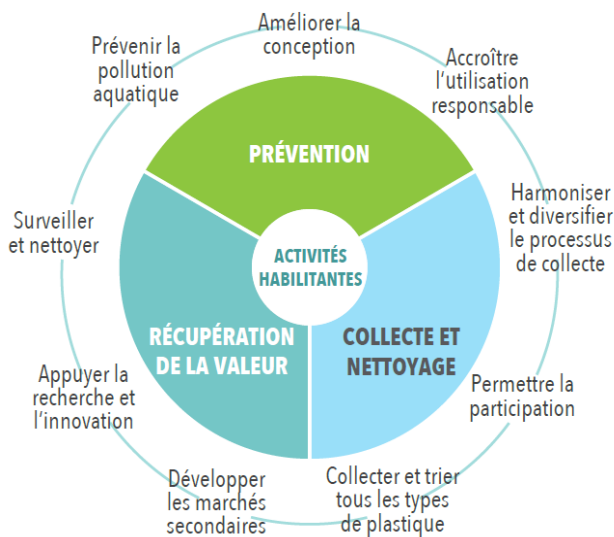 Améliorer la
conception
Accroître
l'utilisation
responsable
Harmoniser
et diversifier
le processus
de collecte
Permettre la
participation
Collecter et trier
tous les types
de plastique
Développer
les marchés
secondaires
Appuyer la
recherche et
l'innovation
Surveiller
et nettoyer
Prévenir la
pollution
aquatique
PRÉVENTION
ACTIVITÉS
HABILITANTES
RÉCUPÉRATION
DE LA VALEUR
COLLECTE ET
NETTOYAGE